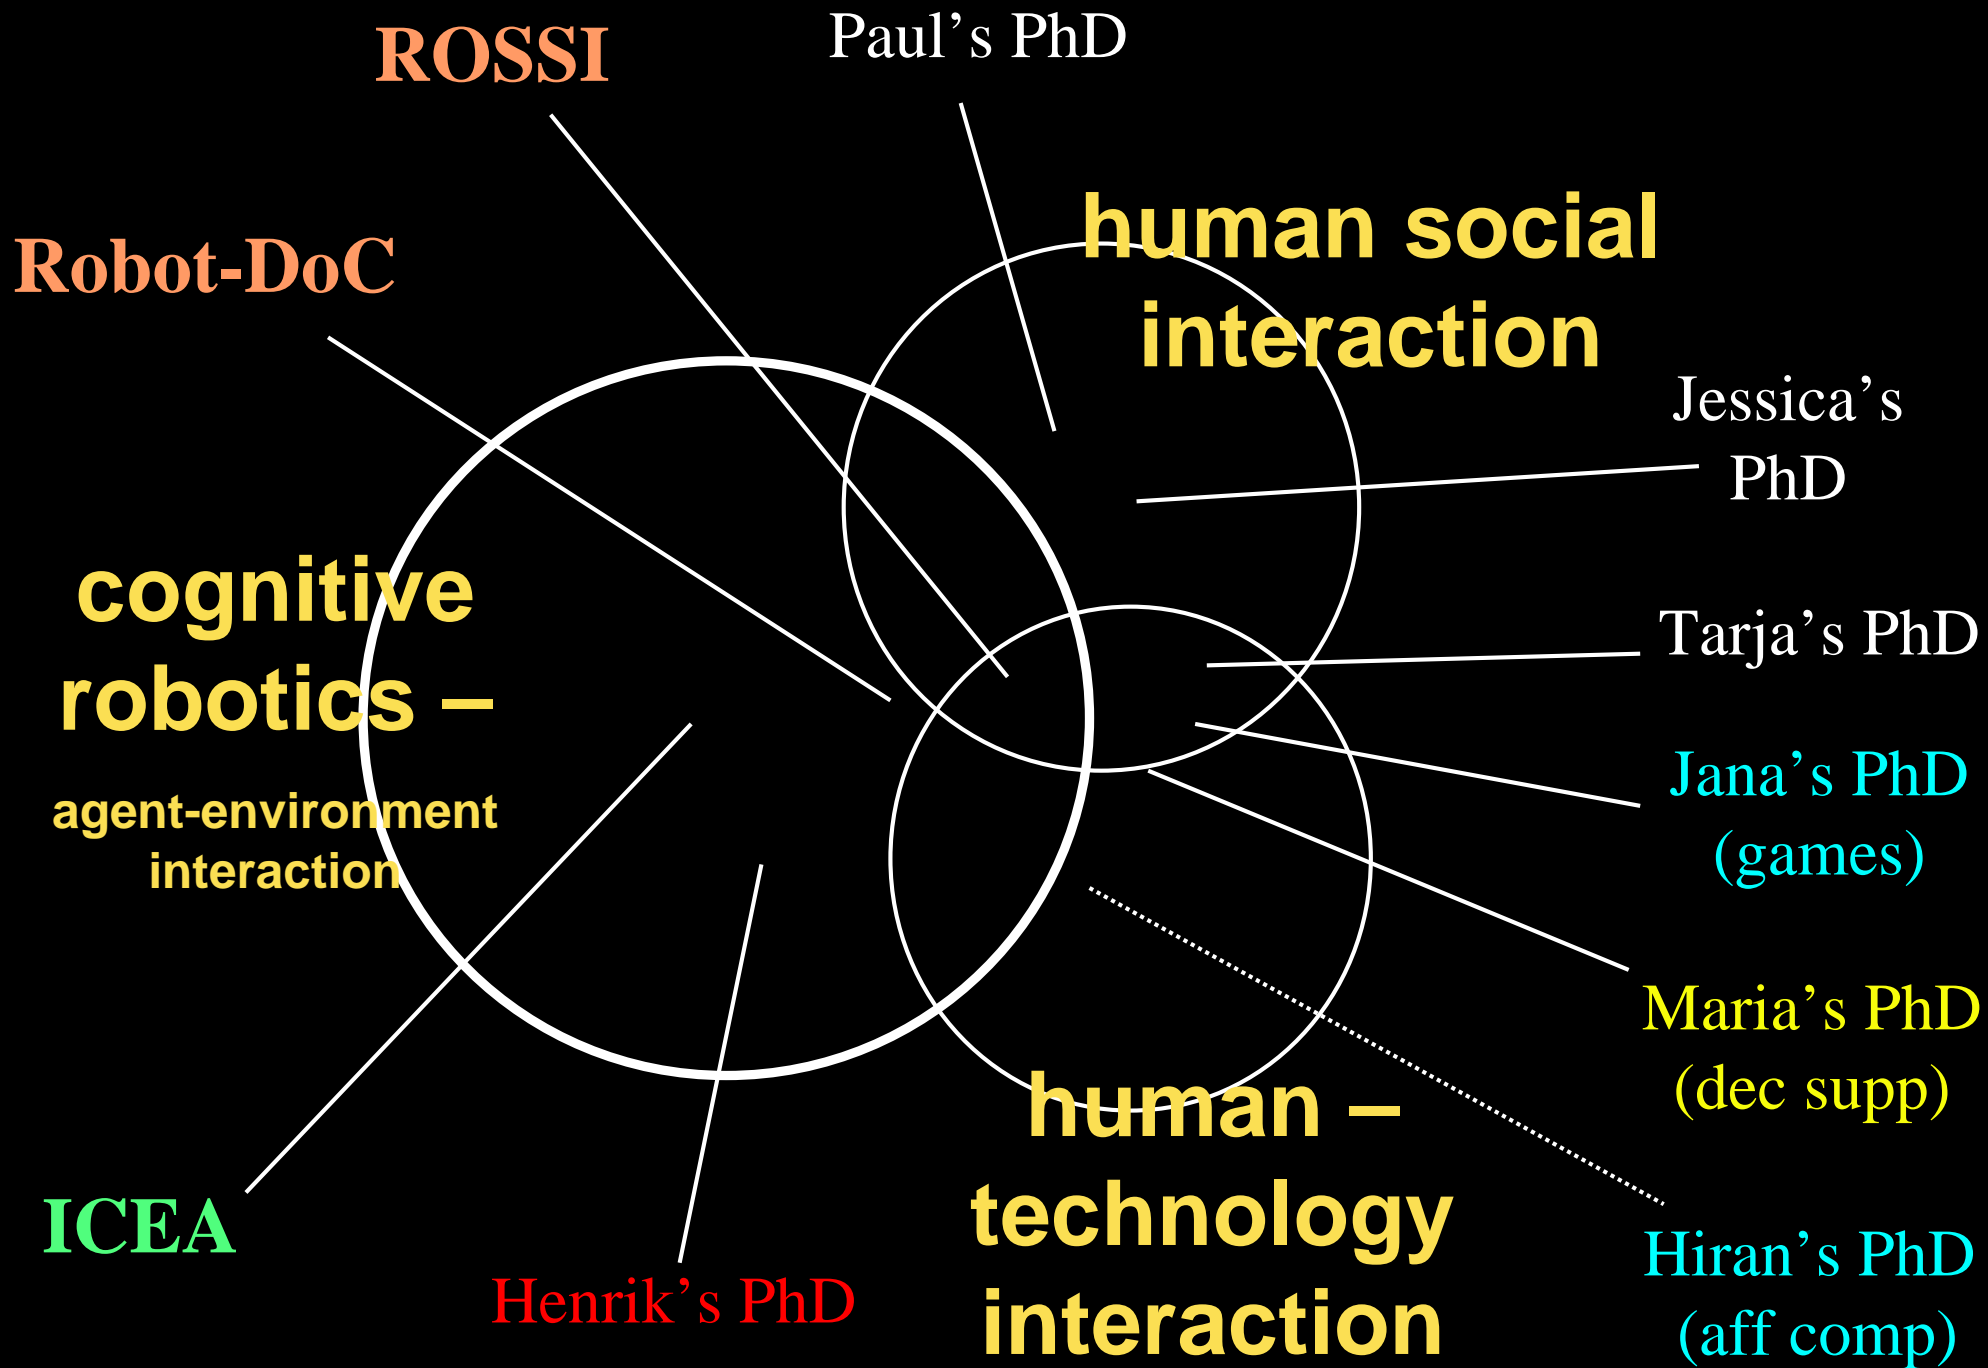 ROSSI
Paul’s PhD
human social
interaction
Robot-DoC
Jessica’s
PhD
cognitive
robotics –
agent-environment
interaction
Tarja’s PhD
Jana’s PhD
(games)
Maria’s PhD
(dec supp)
human –
technology
interaction
ICEA
Henrik’s PhD
Hiran’s PhD
(aff comp)